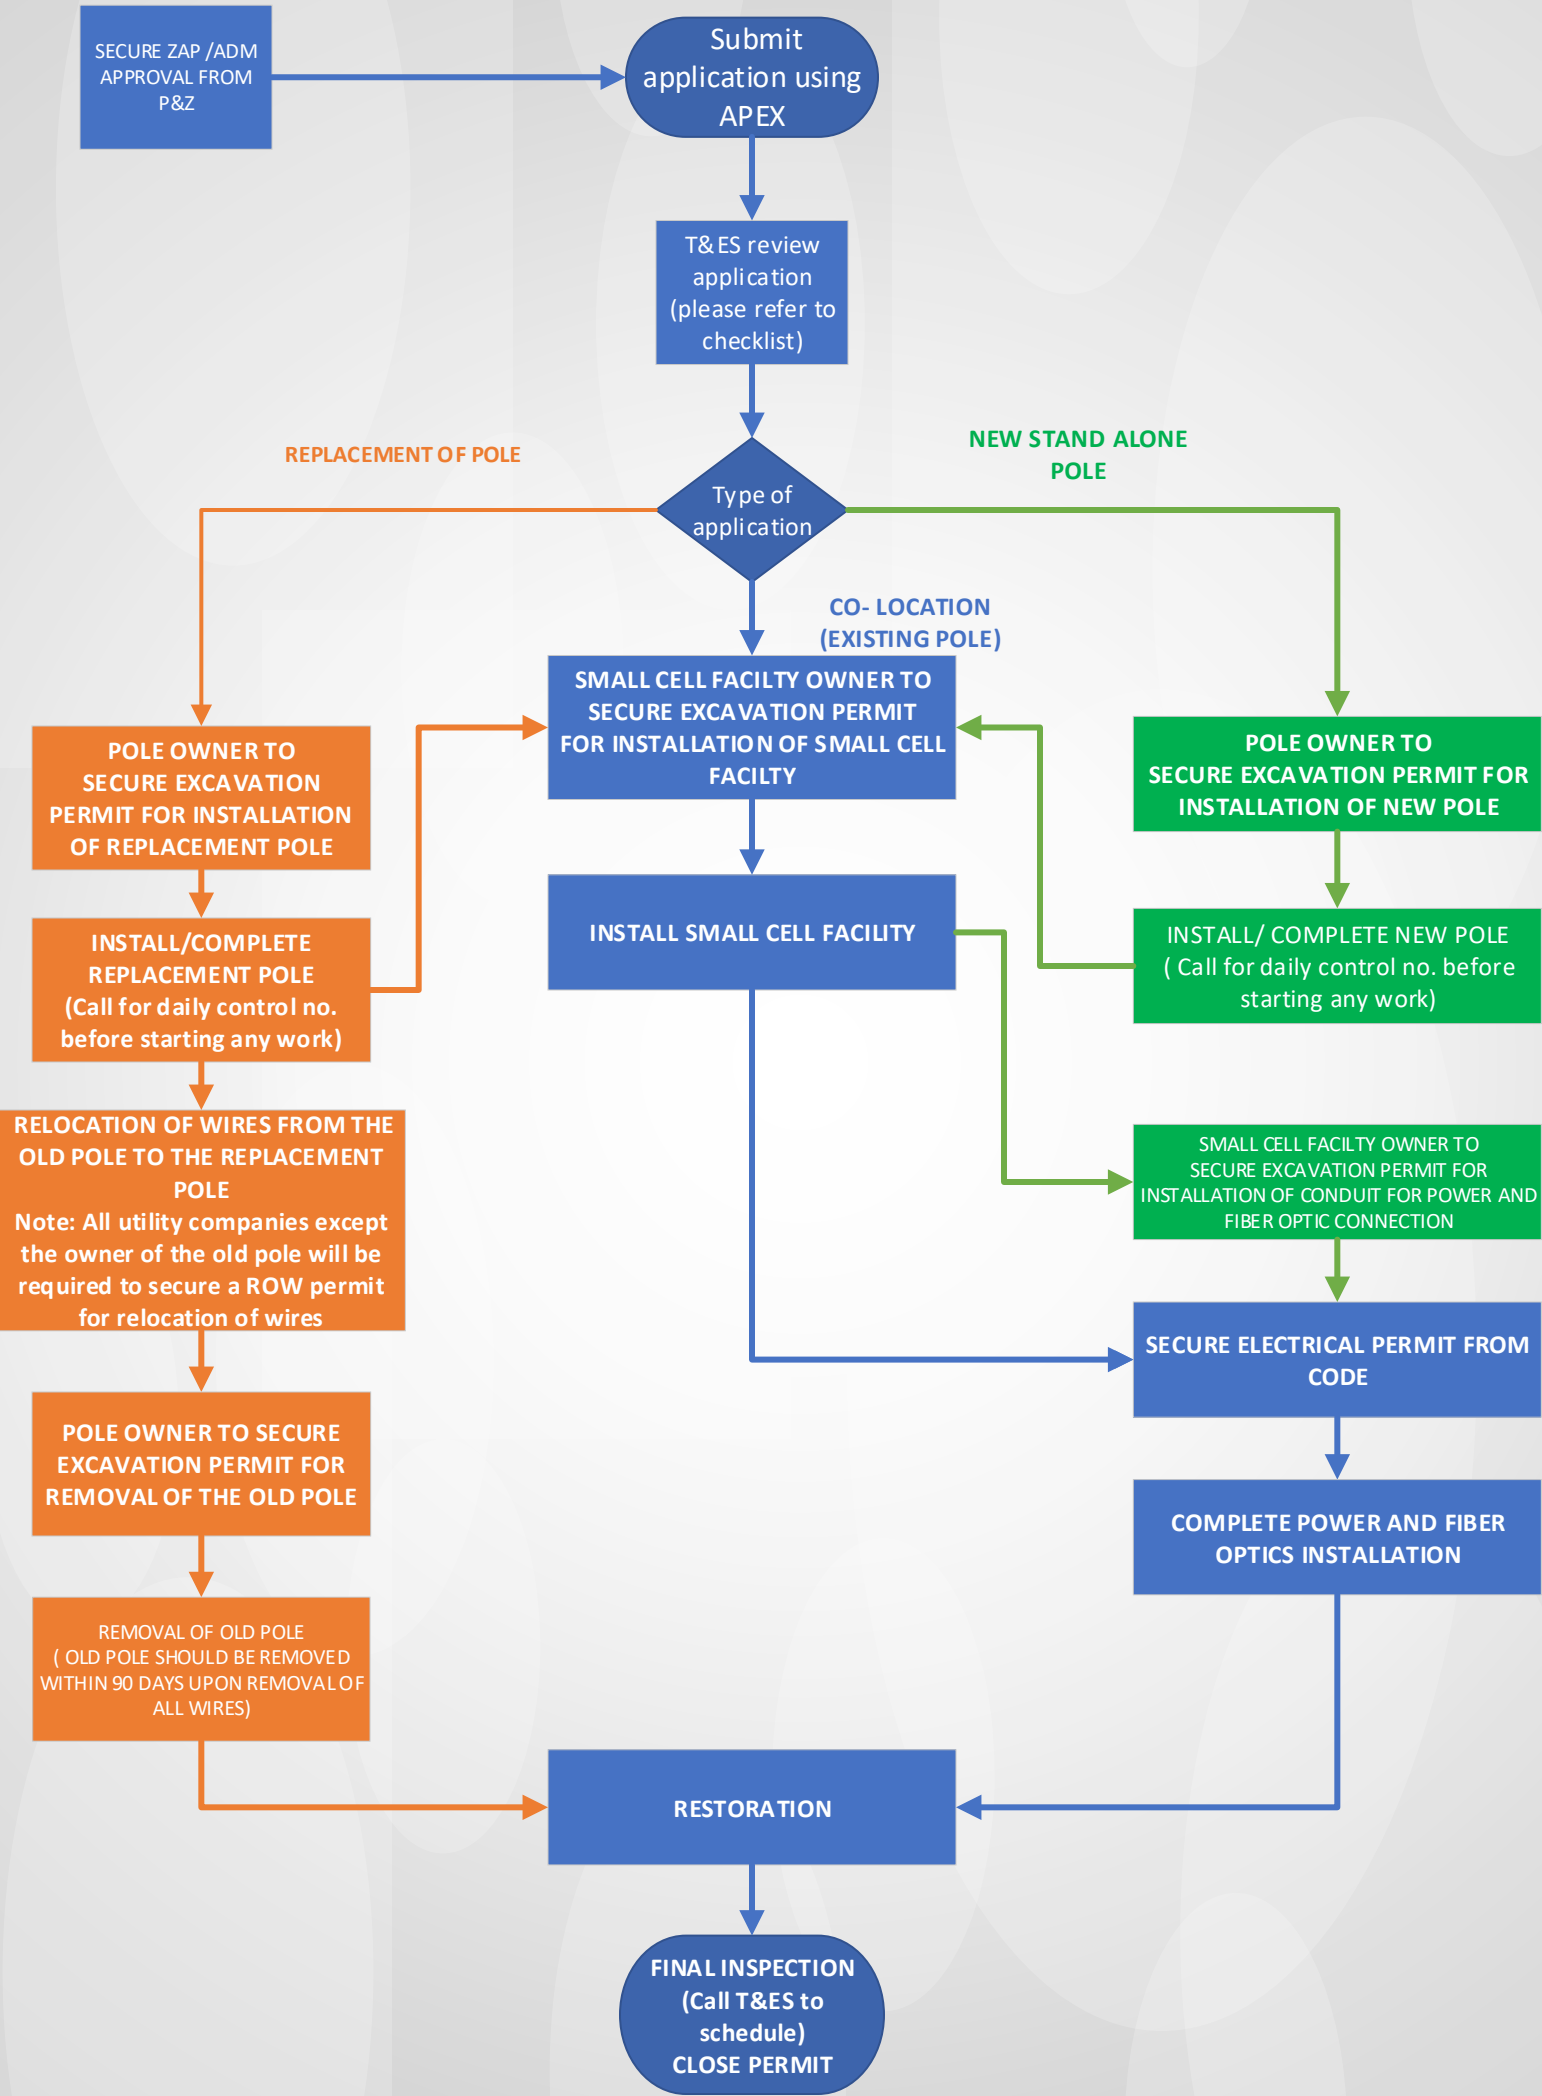 SECURE ZAP /ADM
APPROVAL FROM
P&Z
Submit
application using
APEX
T&ES review
application
(please refer to
checklist)
REPLACEMENT OF POLE
NEW STAND ALONE
POLE
Type of
application
CO- LOCATION
(EXISTING POLE)
SMALL CELL FACILTY OWNER TO
SECURE EXCAVATION PERMIT
FOR INSTALLATION OF SMALL CELL
FACILTY
POLE OWNER TO
SECURE EXCAVATION
PERMIT FOR INSTALLATION
OF REPLACEMENT POLE
POLE OWNER TO
SECURE EXCAVATION PERMIT FOR
INSTALLATION OF NEW POLE
INSTALL/COMPLETE
REPLACEMENT POLE
(Call for daily control no.
before starting any work)
INSTALL SMALL CELL FACILITY
INSTALL/ COMPLETE NEW POLE
( Call for daily control no. before
starting any work)
RELOCATION OF WIRES FROM THE
OLD POLE TO THE REPLACEMENT
POLE
Note: All utility companies except
the owner of the old pole will be
required to secure a ROW permit
for relocation of wires
SMALL CELL FACILTY OWNER TO
SECURE EXCAVATION PERMIT FOR
INSTALLATION OF CONDUIT FOR POWER AND
FIBER OPTIC CONNECTION
SECURE ELECTRICAL PERMIT FROM
CODE
POLE OWNER TO SECURE
EXCAVATION PERMIT FOR
REMOVAL OF THE OLD POLE
COMPLETE POWER AND FIBER
OPTICS INSTALLATION
REMOVAL OF OLD POLE
( OLD POLE SHOULD BE REMOVED
WITHIN 90 DAYS UPON REMOVAL OF
ALL WIRES)
RESTORATION
FINAL INSPECTION
(Call T&ES to
schedule)
CLOSE PERMIT